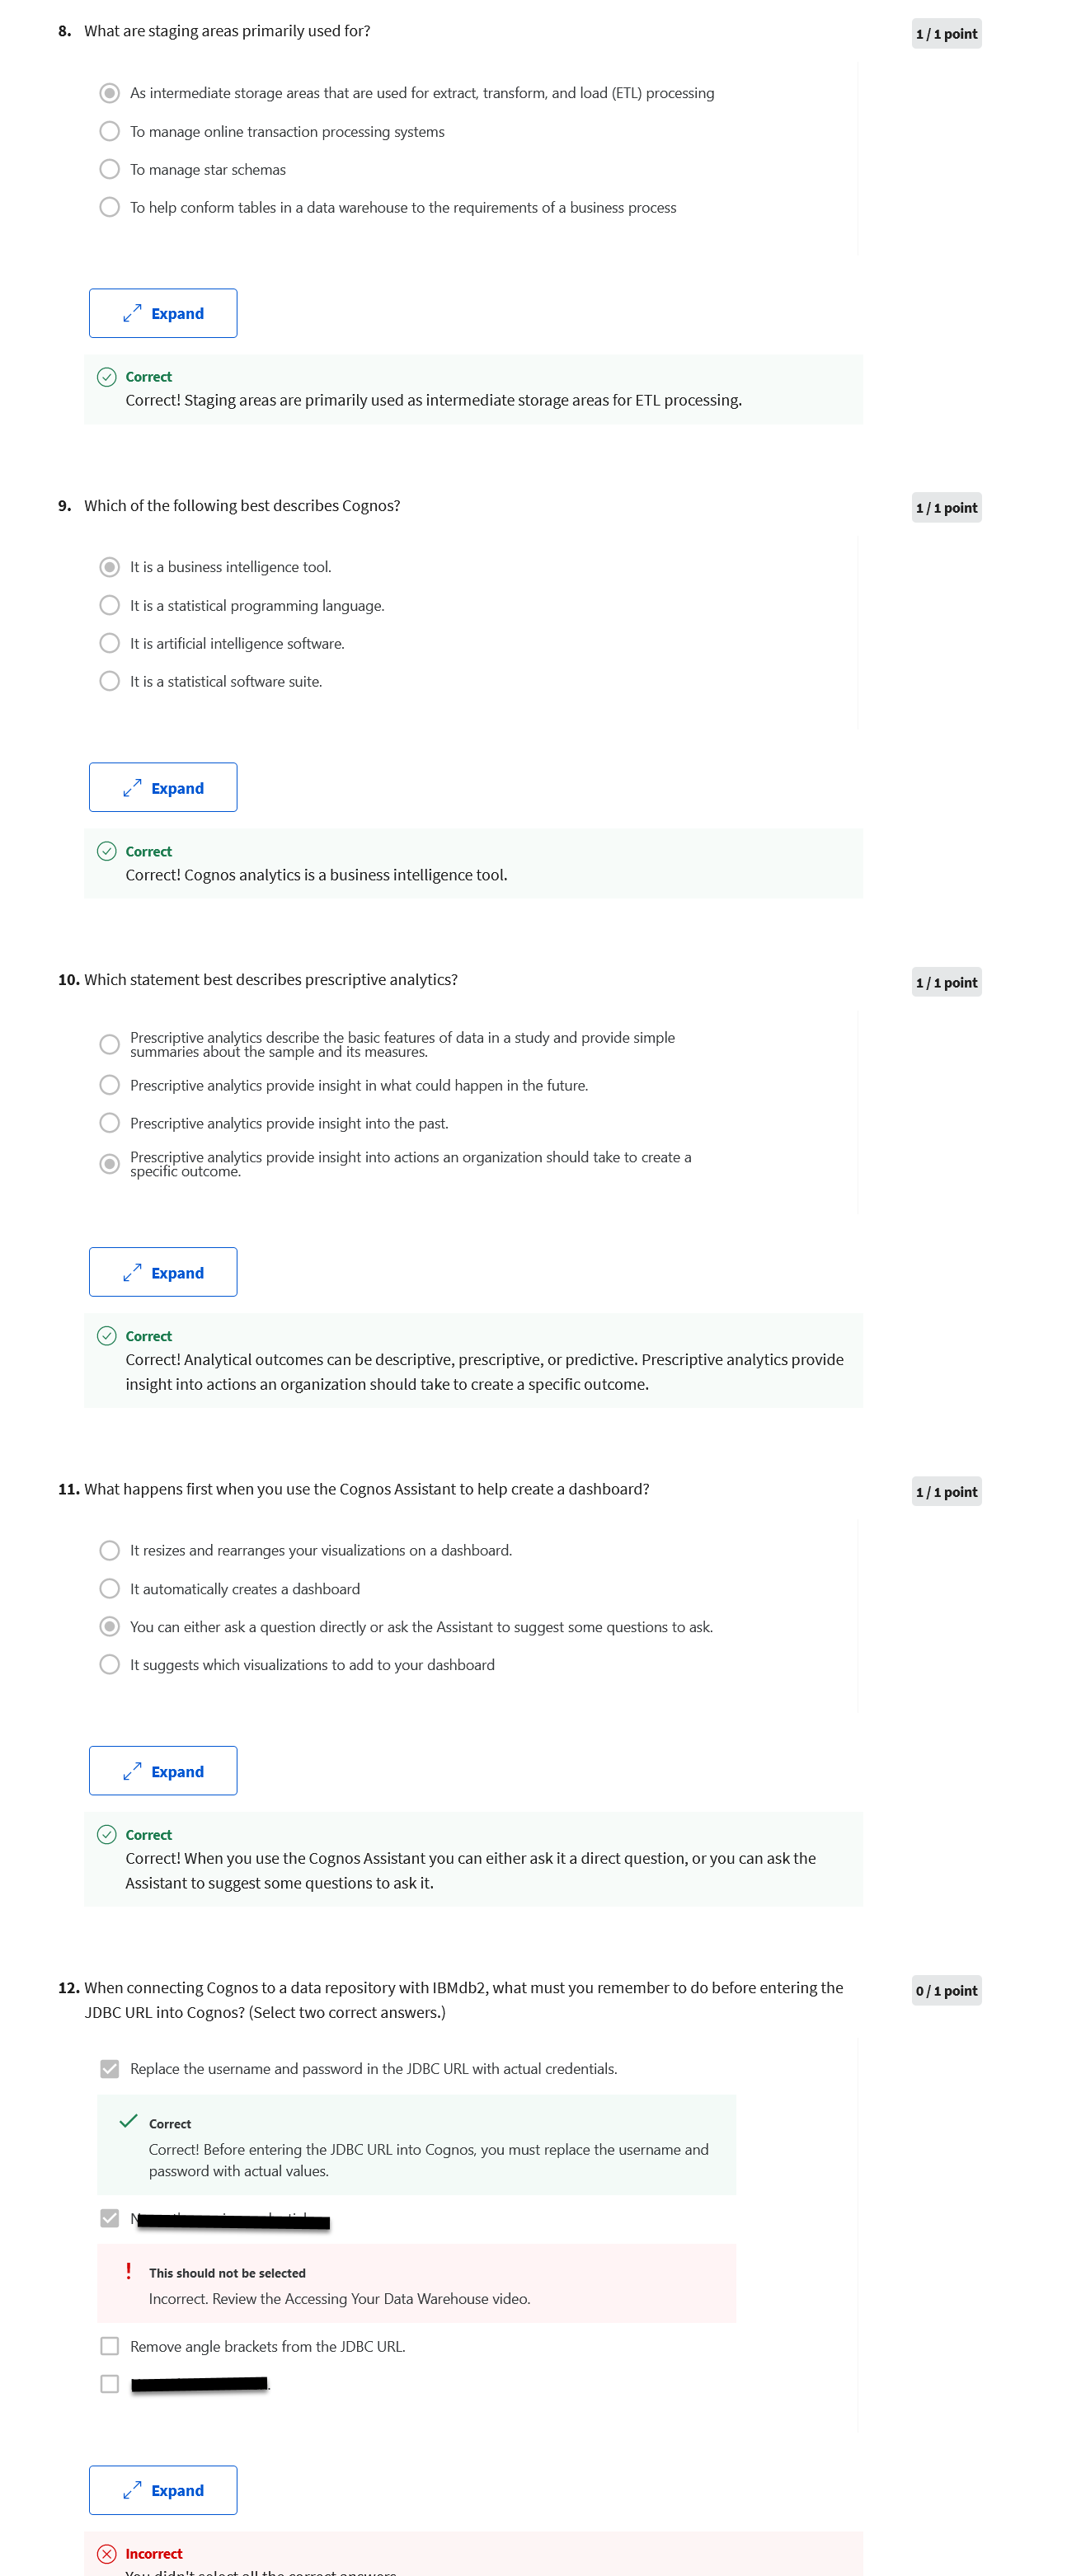 8. What are staging areas primarily used for?
1 / 1 point
As intermediate storage areas that are used for extract, transform, and load (ETL) processing
To manage online transaction processing systems
To manage star schemas
To help conform tables in a data warehouse to the requirements of a business process
Expand
Correct
Correct! Staging areas are primarily used as intermediate storage areas for ETL processing.
9. Which of the following best describes Cognos?
1 / 1 point
It is a business intelligence tool.
It is a statistical programming language.
It is artificial intelligence software.
It is a statistical software suite.
Expand
Correct
Correct! Cognos analytics is a business intelligence tool.
10. Which statement best describes prescriptive analytics?
1 / 1 point
Prescriptive analytics describe the basic features of data in a study and provide simple
summaries about the sample and its measures.
Prescriptive analytics provide insight in what could happen in the future.
Prescriptive analytics provide insight into the past.
Prescriptive analytics provide insight into actions an organization should take to create a
specific outcome.
Expand
Correct
Correct! Analytical outcomes can be descriptive, prescriptive, or predictive. Prescriptive analytics provide
insight into actions an organization should take to create a specific outcome.
11. What happens first when you use the Cognos Assistant to help create a dashboard?
1 / 1 point
It resizes and rearranges your visualizations on a dashboard.
It automatically creates a dashboard
You can either ask a question directly or ask the Assistant to suggest some questions to ask.
It suggests which visualizations to add to your dashboard
Expand
Correct
Correct! When you use the Cognos Assistant you can either ask it a direct question, or you can ask the
Assistant to suggest some questions to ask it.
12. When connecting Cognos to a data repository with IBMdb2, what must you remember to do before entering the
JDBC URL into Cognos? (Select two correct answers.)
0 / 1 point
Replace the username and password in the JDBC URL with actual credentials.
Correct
Correct! Before entering the JDBC URL into Cognos, you must replace the username and
password with actual values.
This should not be selected
Incorrect. Review the Accessing Your Data Warehouse video.
Remove angle brackets from the JDBC URL.
Expand
Incorrect
You didn't select all the correct answers